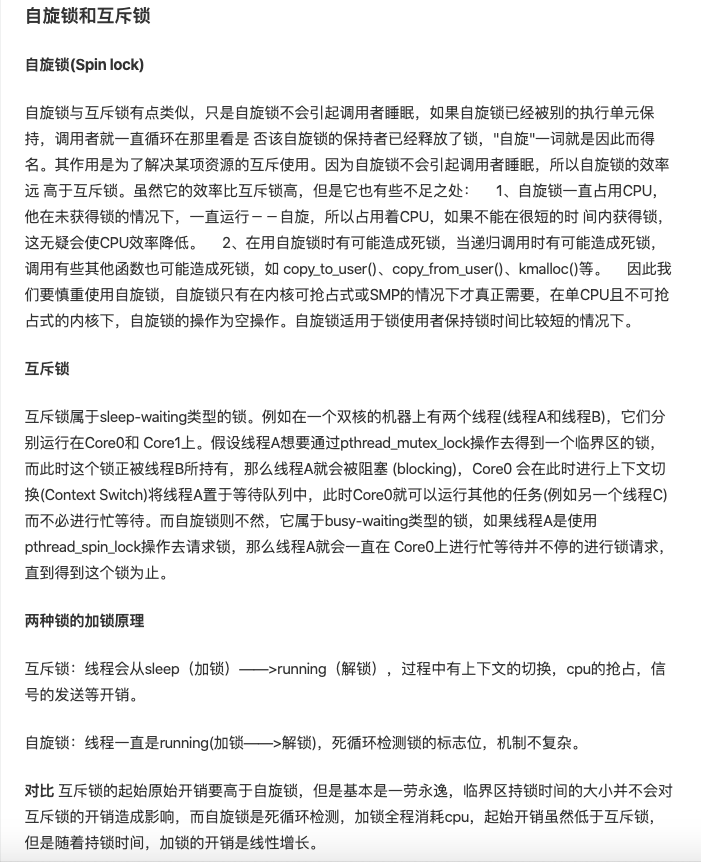 自旋锁和互斥锁
自旋锁(Spin lock)
自旋锁与互斥锁有点类似，只是自旋锁不会引起调用者睡眠，如果自旋锁已经被别的执行单元保
持，调用者就一直循环在那里看是 否该自旋锁的保持者已经释放了锁，"自旋"一词就是因此而得
名。其作用是为了解决某项资源的互斥使用。因为自旋锁不会引起调用者睡眠，所以自旋锁的效率
远 高于互斥锁。虽然它的效率比互斥锁高，但是它也有些不足之处： 1、自旋锁一直占用CPU，
他在未获得锁的情况下，一直运行－－自旋，所以占用着CPU，如果不能在很短的时 间内获得锁，
这无疑会使CPU效率降低。 2、在用自旋锁时有可能造成死锁，当递归调用时有可能造成死锁，
调用有些其他函数也可能造成死锁，如 copy_to_user()、copy_from_user()、kmalloc()等。 因此我
们要慎重使用自旋锁，自旋锁只有在内核可抢占式或SMP的情况下才真正需要，在单CPU且不可抢
占式的内核下，自旋锁的操作为空操作。自旋锁适用于锁使用者保持锁时间比较短的情况下。
互斥锁
互斥锁属于sleep-waiting类型的锁。例如在一个双核的机器上有两个线程(线程A和线程B)，它们分
别运行在Core0和 Core1上。假设线程A想要通过pthread_mutex_lock操作去得到一个临界区的锁，
而此时这个锁正被线程B所持有，那么线程A就会被阻塞 (blocking)，Core0 会在此时进行上下文切
换(Context Switch)将线程A置于等待队列中，此时Core0就可以运行其他的任务(例如另一个线程C)
而不必进行忙等待。而自旋锁则不然，它属于busy-waiting类型的锁，如果线程A是使用
pthread_spin_lock操作去请求锁，那么线程A就会一直在 Core0上进行忙等待并不停的进行锁请求，
直到得到这个锁为止。
两种锁的加锁原理
互斥锁：线程会从sleep（加锁）——>running（解锁），过程中有上下文的切换，cpu的抢占，信
号的发送等开销。
自旋锁：线程一直是running(加锁——>解锁)，死循环检测锁的标志位，机制不复杂。
对比 互斥锁的起始原始开销要高于自旋锁，但是基本是一劳永逸，临界区持锁时间的大小并不会对
互斥锁的开销造成影响，而自旋锁是死循环检测，加锁全程消耗cpu，起始开销虽然低于互斥锁，
但是随着持锁时间，加锁的开销是线性增长。